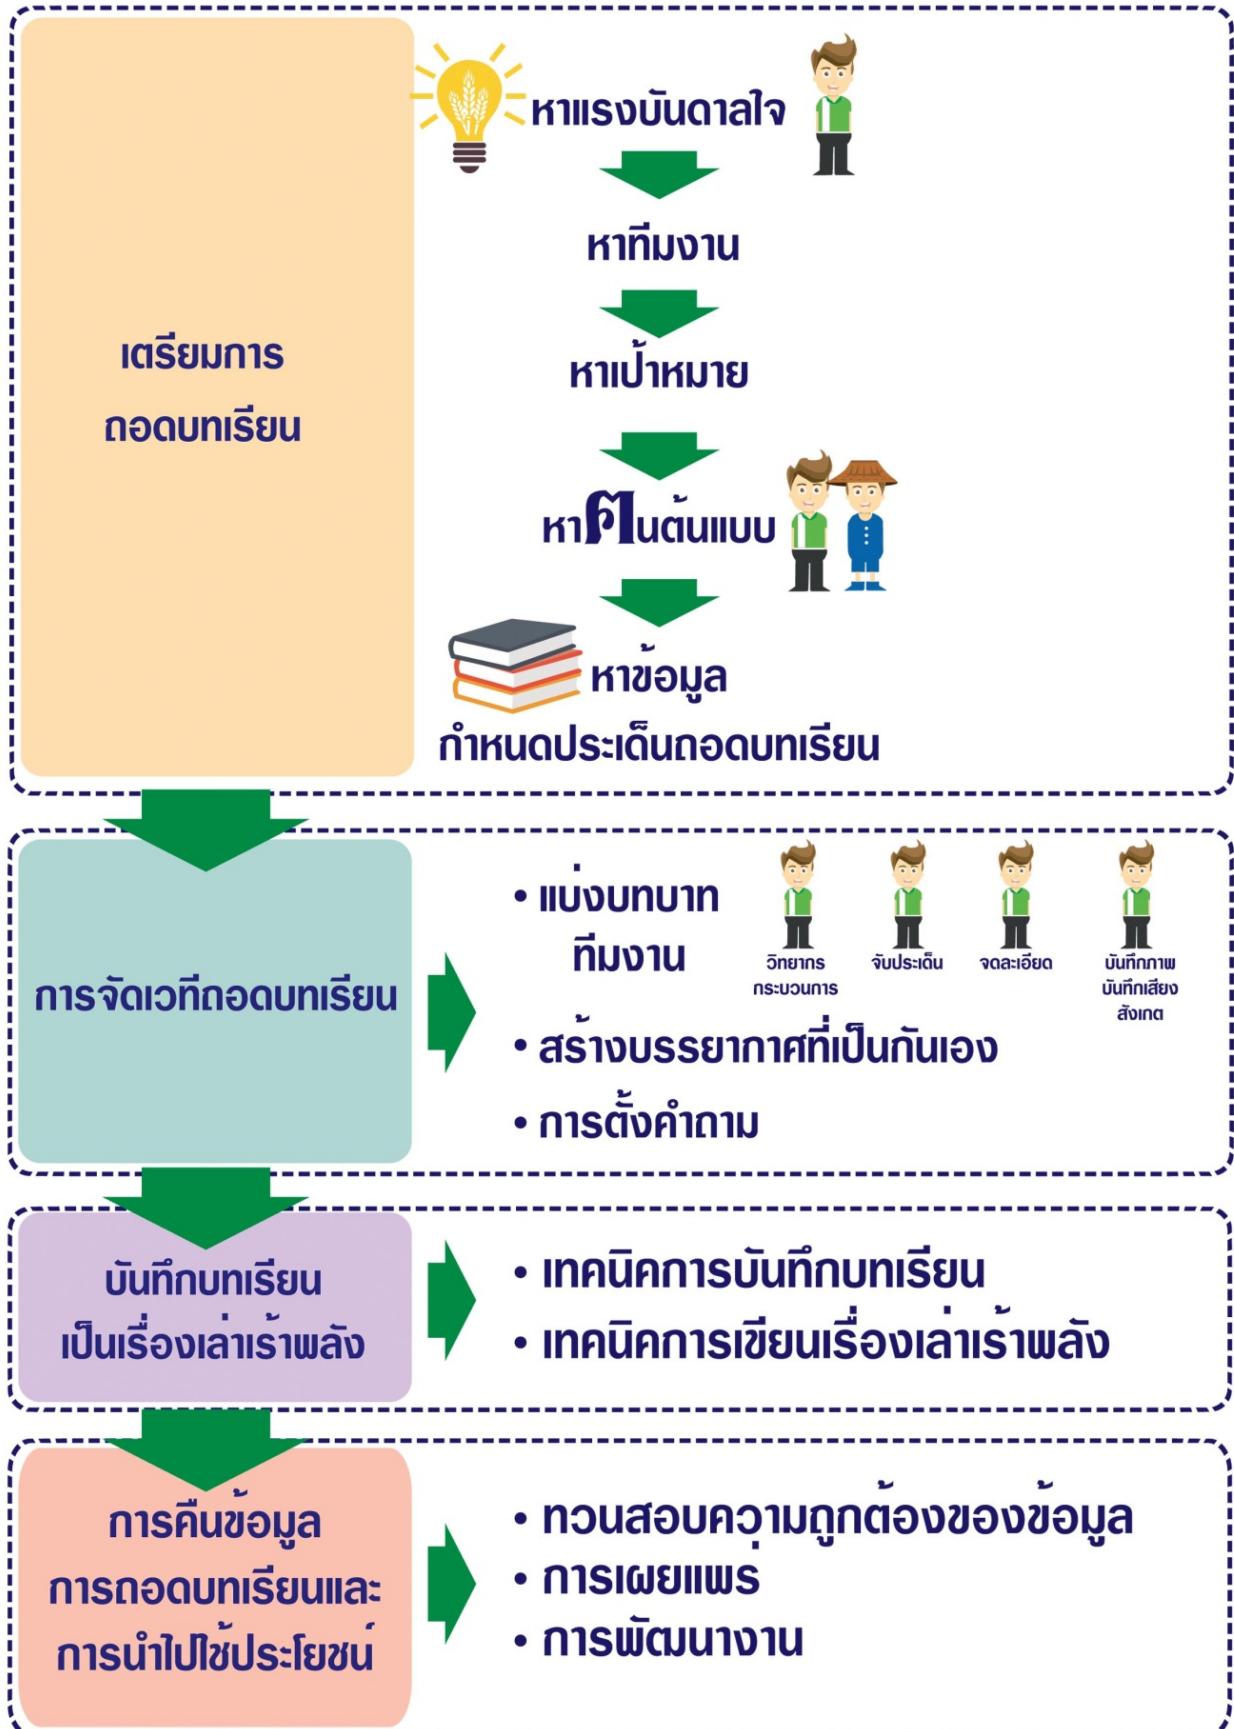 หาแรงบันดาลใจ
หาทีมงาน
หาเป้าหมาย
เตรียมการ
ถอดบทเรียน
หาฅนต้นแบบ
หาข้อมูล
กำหนดประเด็นถอดบทเรียน
การจัดเวทีถอดบทเรียน
• แบ่งบทบาท
ทีมงาน
วิทยากร
กระบวนการ
จับประเด็น
จดละเอียด
บันทึกภาพ
บันทึกเสียง
สังเกต
• สร้างบรรยากาศที่เป็นกันเอง
• การตั้งคำถาม
บันทึกบทเรียน
เป็นเรื่องเล่าเร้าพลัง
• เทคนิคการบันทึกบทเรียน
• เทคนิคการเขียนเรื่องเล่าเร้าพลัง
การคืนข้อมูล
การถอดบทเรียนและ
การนำไปใช้ประโยชน์
• ทวนสอบความถูกต้องของข้อมูล
• การเผยแพร่
• การพัฒนางาน